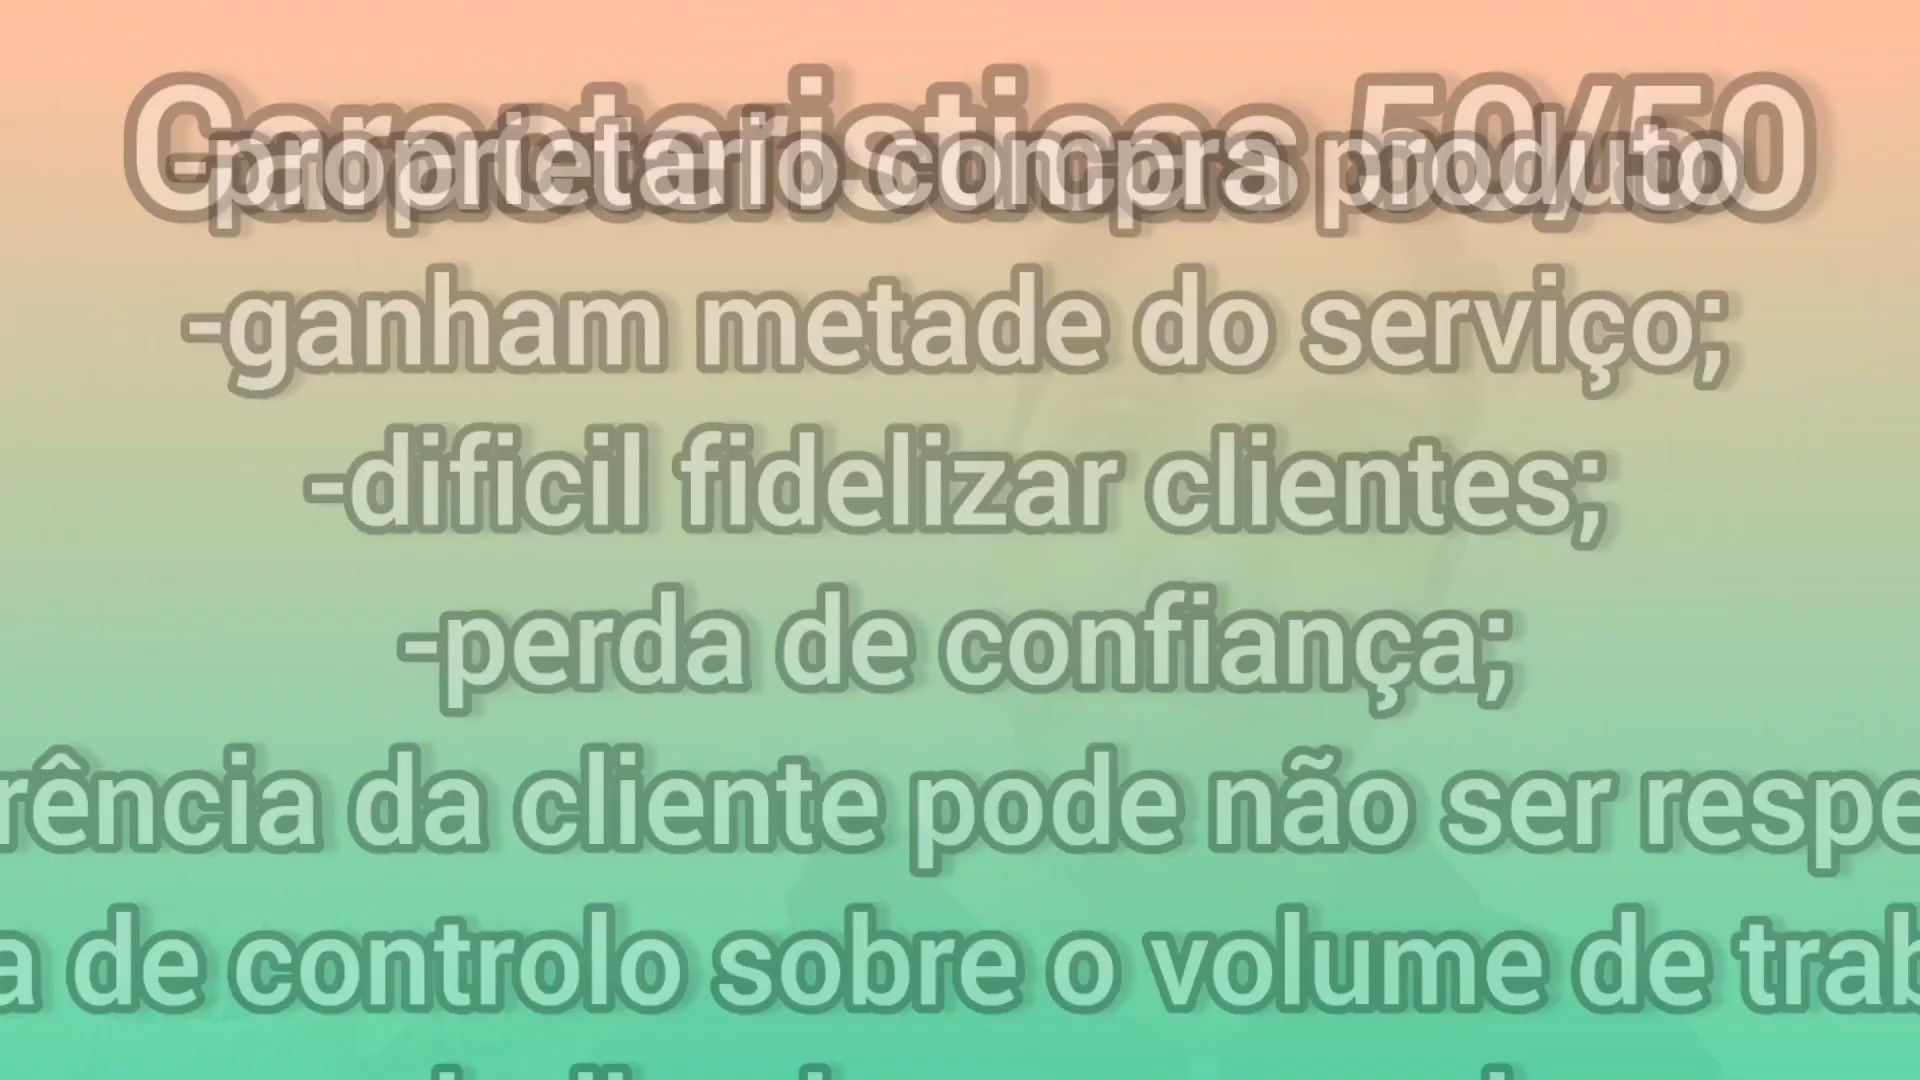 Caracteristicas 50/50
-proprietario compra produto
-ganham metade do serviço;
-dificil fidelizar clientes;
-perda de confiança;
rência da cliente pode não ser respe
a de controlo sobre o volume de trab